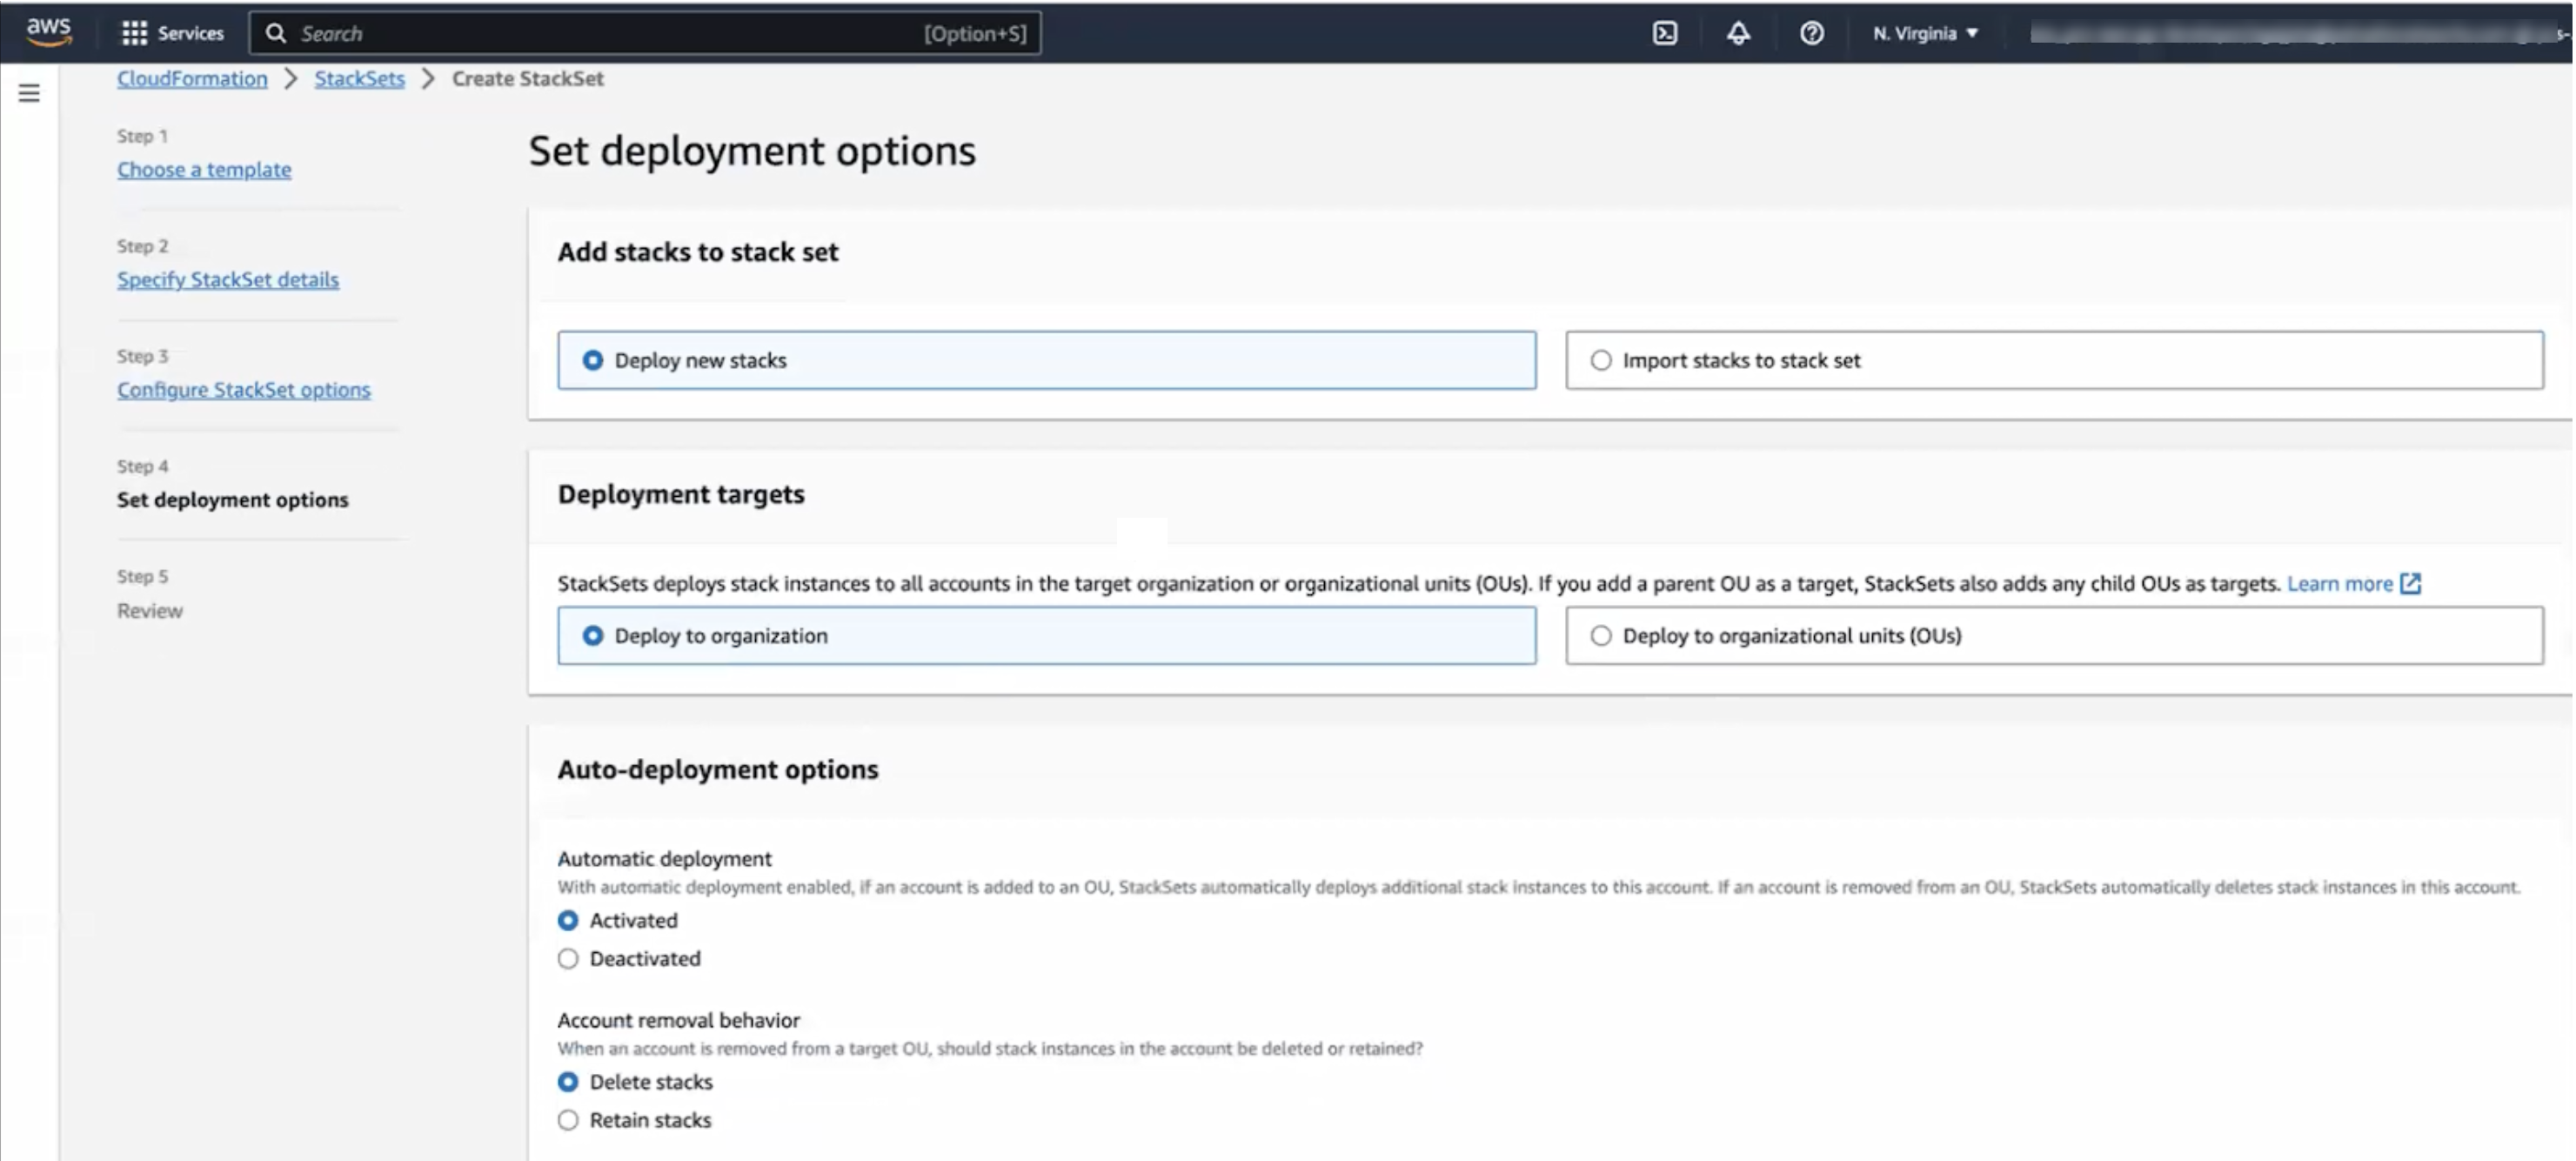 aws
Services
Search
[Option+S]
N. Virginia
CloudFormation
StackSets
Create StackSet
Step 1
Choose a template
Step 2
Specify StackSet details
Step 3
Configure StackSet options
Step 4
Set deployment options
Step 5
Review
Set deployment options
Add stacks to stack set
Deploy new stacks
Import stacks to stack set
Deployment targets
StackSets deploys stack instances to all accounts in the target organization or organizational units (OUs). If you add a parent OU as a target, StackSets also adds any child OUs as targets. Learn more
Deploy to organization
Deploy to organizational units (OUs)
Auto-deployment options
Automatic deployment
With automatic deployment enabled, if an account is added to an OU, StackSets automatically deploys additional stack instances to this account. If an account is removed from an OU, StackSets automatically deletes stack instances in this account.
Activated
Deactivated
Account removal behavior
When an account is removed from a target OU, should stack instances in the account be deleted or retained?
Delete stacks
Retain stacks